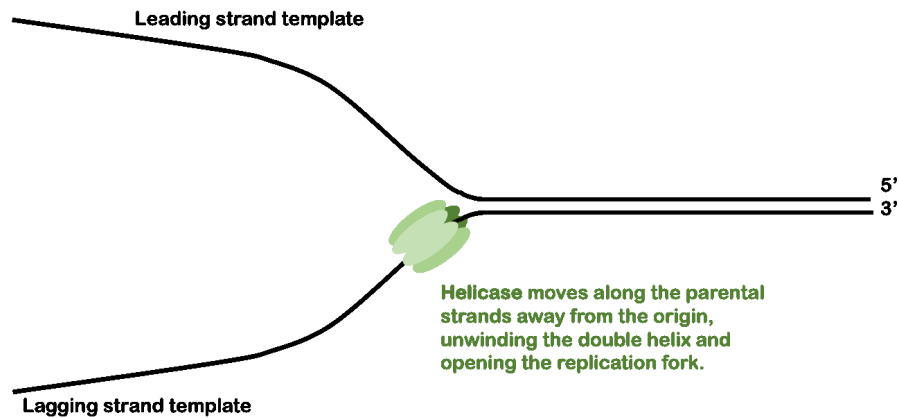 Leading strand template
5’
3’
Helicase moves along the parental
strands away from the origin,
unwinding the double helix and
opening the replication fork.
Lagging strand template